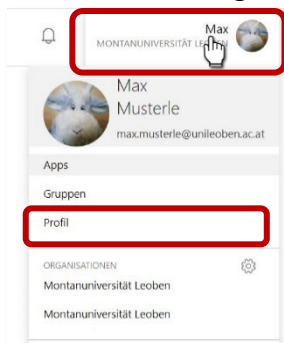 Max
MONTANUNIVERSITÄT LEOBEN
Max
Musterle
max.musterle@unileoben.ac.at
Apps
Gruppen
Profil
ORGANISATIONEN
Montanuniversität Leoben
Montanuniversität Leoben